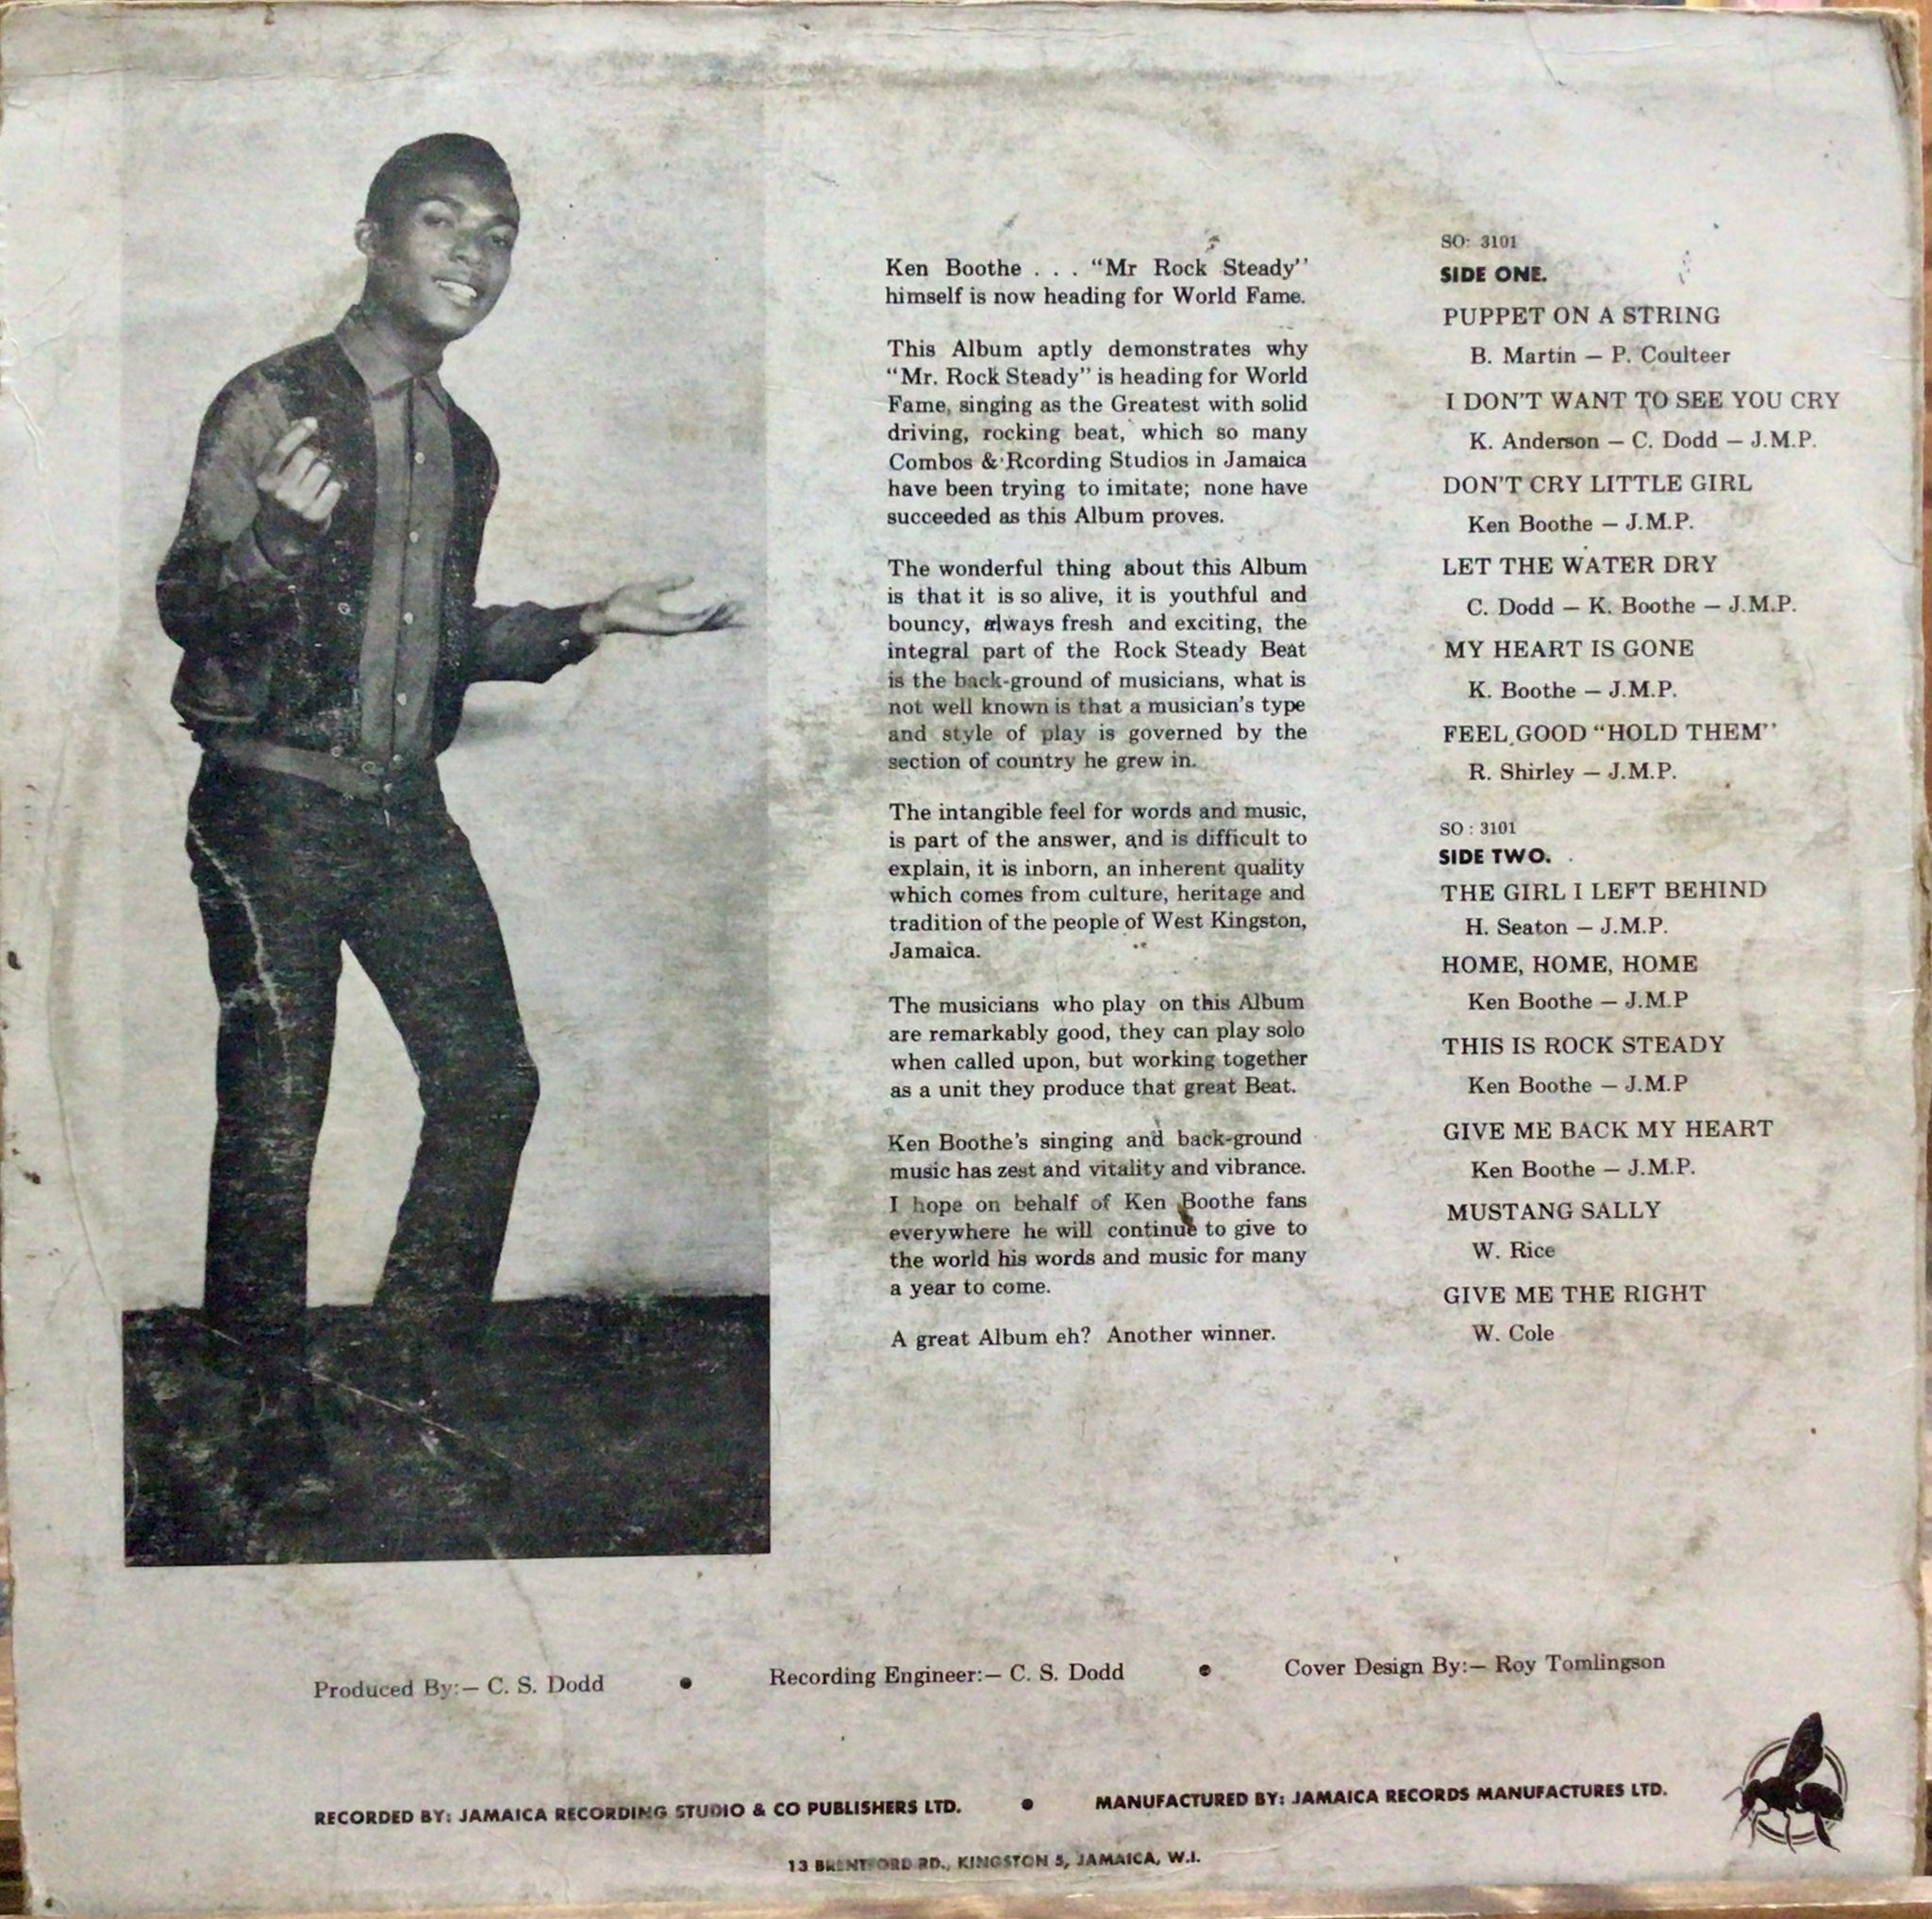 Ken Boothe . . . “Mr Rock Steady”
himself is now heading for World Fame.
This Album aptly demonstrates why
“Mr. Rock Steady” is heading for World
Fame, singing as the Greatest with solid
driving, rocking beat, which so many
Combos & Rcording Studios in Jamaica
have been trying to imitate; none have
succeeded as this Album proves.
The wonderful thing about this Album
is that it is so alive, it is youthful and
bouncy, always fresh and exciting, the
integral part of the Rock Steady Beat
is the back-ground of musicians, what is
not well known is that a musician's type
and style of play is governed by the
section of country he grew in.
The intangible feel for words and music,
is part of the answer, and is difficult to
explain, it is inborn, an inherent quality
which comes from culture, heritage and
tradition of the people of West Kingston,
Jamaica.
The musicians who play on this Album
are remarkably good, they can play solo
when called upon, but working together
as a unit they produce that great Beat.
Ken Boothe's singing and back-ground
music has zest and vitality and vibrance.
I hope on behalf of Ken Boothe fans
everywhere he will continue to give to
the world his words and music for many
a year to come.
A great Album eh? Another winner.
SO: 3101
SIDE ONE.
PUPPET ON A STRING
B. Martin — P. Coulteer
I DON'T WANT TO SEE YOU CRY
K. Anderson — C. Dodd — J.M.P.
DON'T CRY LITTLE GIRL
Ken Boothe — J.M.P.
LET THE WATER DRY
C. Dodd — K. Boothe — J.M.P.
MY HEART IS GONE
K. Boothe — J.M.P.
FEEL GOOD “HOLD THEM”
R. Shirley — J.M.P.
SO : 3101
SIDE TWO.
THE GIRL I LEFT BEHIND
H. Seaton — J.M.P.
HOME, HOME, HOME
Ken Boothe — J.M.P
THIS IS ROCK STEADY
Ken Boothe — J.M.P
GIVE ME BACK MY HEART
Ken Boothe — J.M.P.
MUSTANG SALLY
W. Rice
GIVE ME THE RIGHT
W. Cole
Produced By:— C. S. Dodd ● Recording Engineer:— C. S. Dodd ● Cover Design By:— Roy Tomlingson
RECORDED BY: JAMAICA RECORDING STUDIO & CO PUBLISHERS LTD. ● MANUFACTURED BY: JAMAICA RECORDS MANUFACTURES LTD.
13 BRENTFORD RD., KINGSTON 5, JAMAICA, W.I.